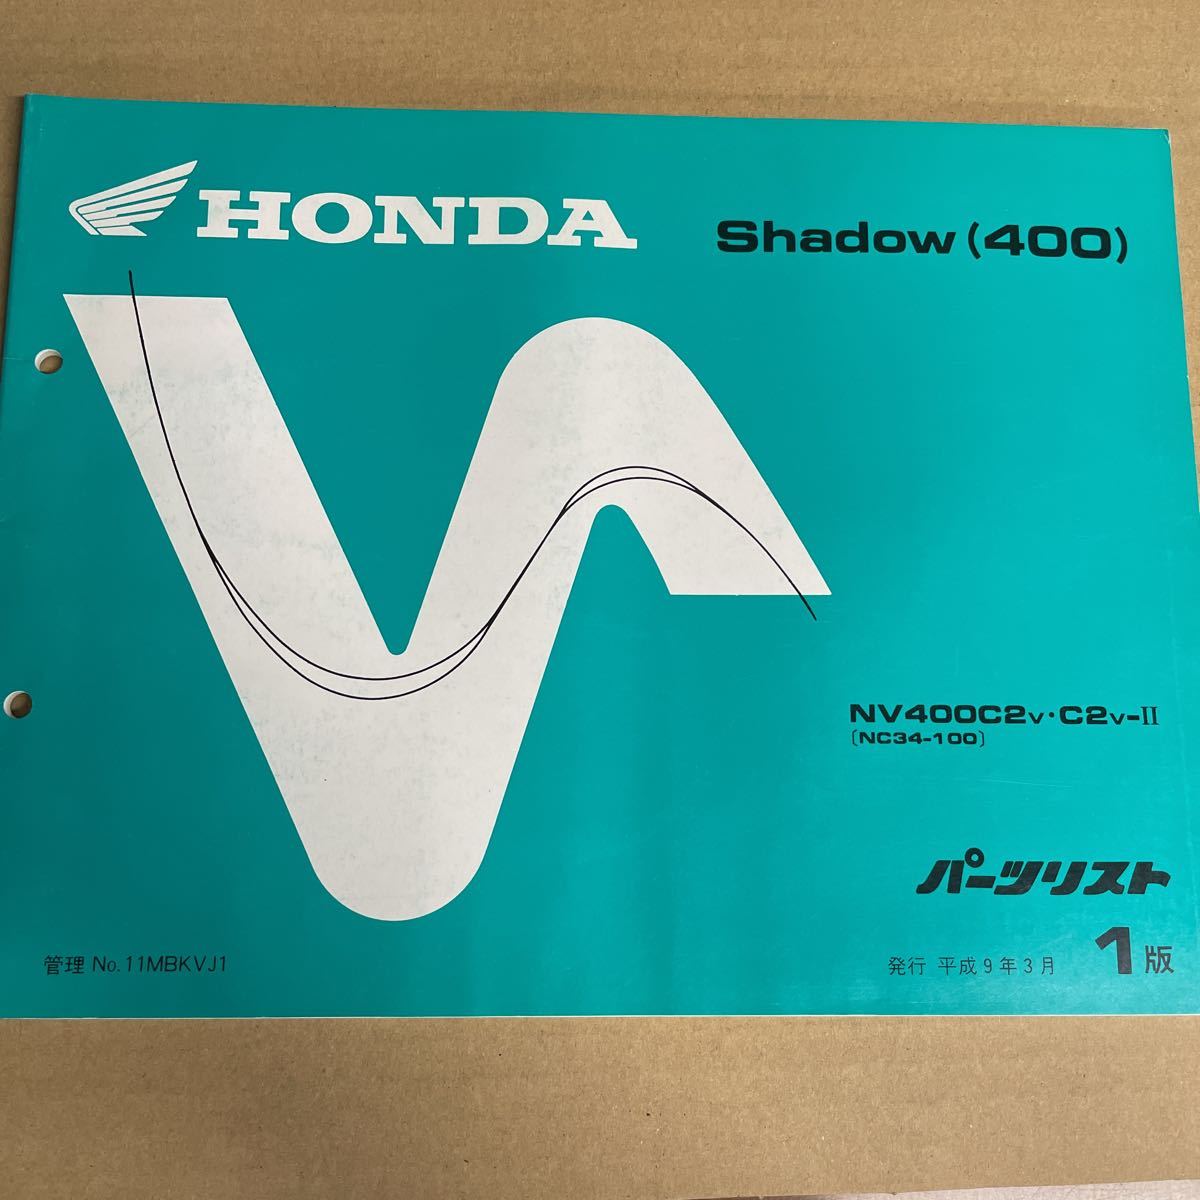 HONDA
Shadow (400)
NV400C2V・C2V-II
〔NC34-100〕
パーツリスト
管理 No. 11MBKVJ1
発行 平成9年3月 1版